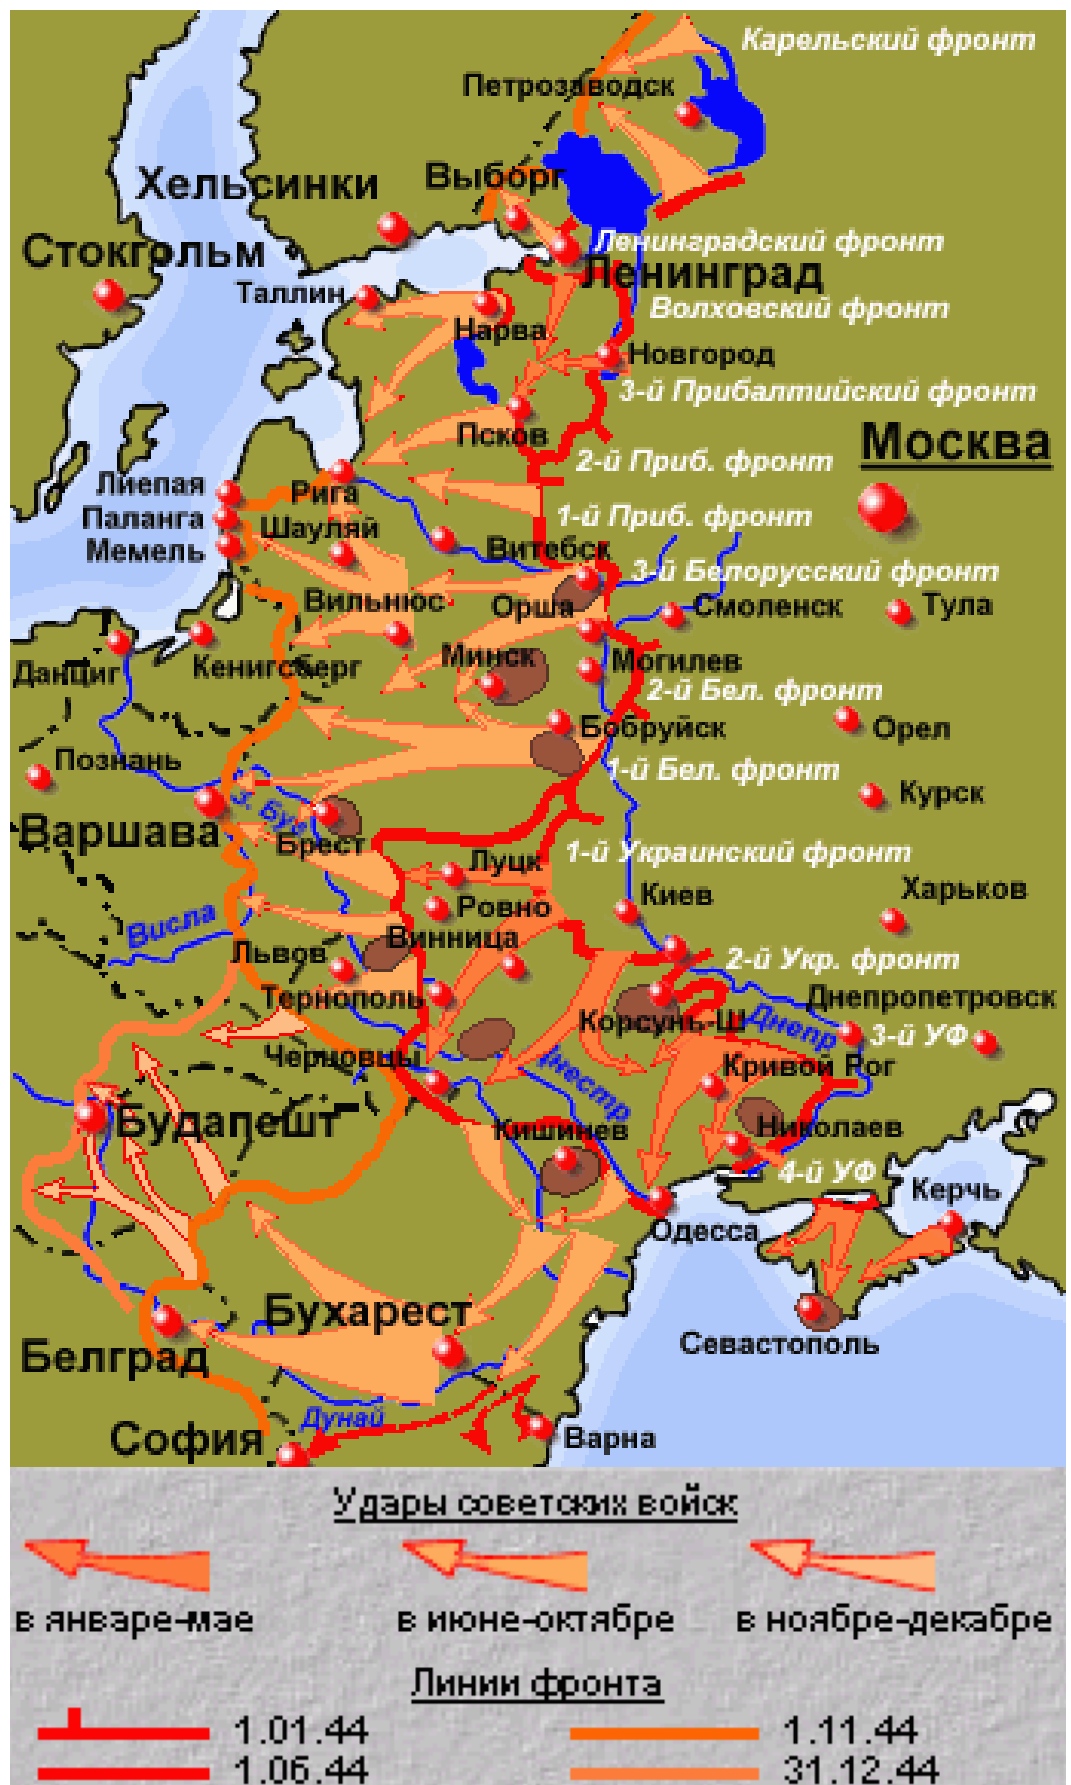 Карельский фронт
Петрозаводск
Выборг
Хельсинки
Ленинградский фронт
Стокгольм
Ленинград
Таллин
Волховский фронт
Нарва
Новгород
3-й Прибалтийский фронт
Псков
Москва
2-й Приб. фронт
Лиепая
Рига
Паланга
1-й Приб. фронт
Шауляй
Мемель
Витебск
3-й Белорусский фронт
Вильнюс
Орша
Смоленск
Тула
Данциг
Кенигсберг
Минск
Могилев
2-й Бел. фронт
Бобруйск
Орел
Познань
1-й Бел. фронт
Курск
З. Буг
Варшава
Брест
Луцк
1-й Украинский фронт
Киев
Харьков
Ровно
Висла
Винница
Львов
2-й Укр. фронт
Тернополь
Днепропетровск
Корсунь-Ш
Днепр
3-й УФ
Черновцы
Днестр
Кривой Рог
Будапешт
Кишинев
Николаев
4-й УФ
Керчь
Одесса
Бухарест
Севастополь
Белград
Дунай
София
Варна
Удары советских войск
в январе-мае
в июне-октябре
в ноябре-декабре
Линии фронта
1.01.44
1.11.44
1.06.44
31.12.44